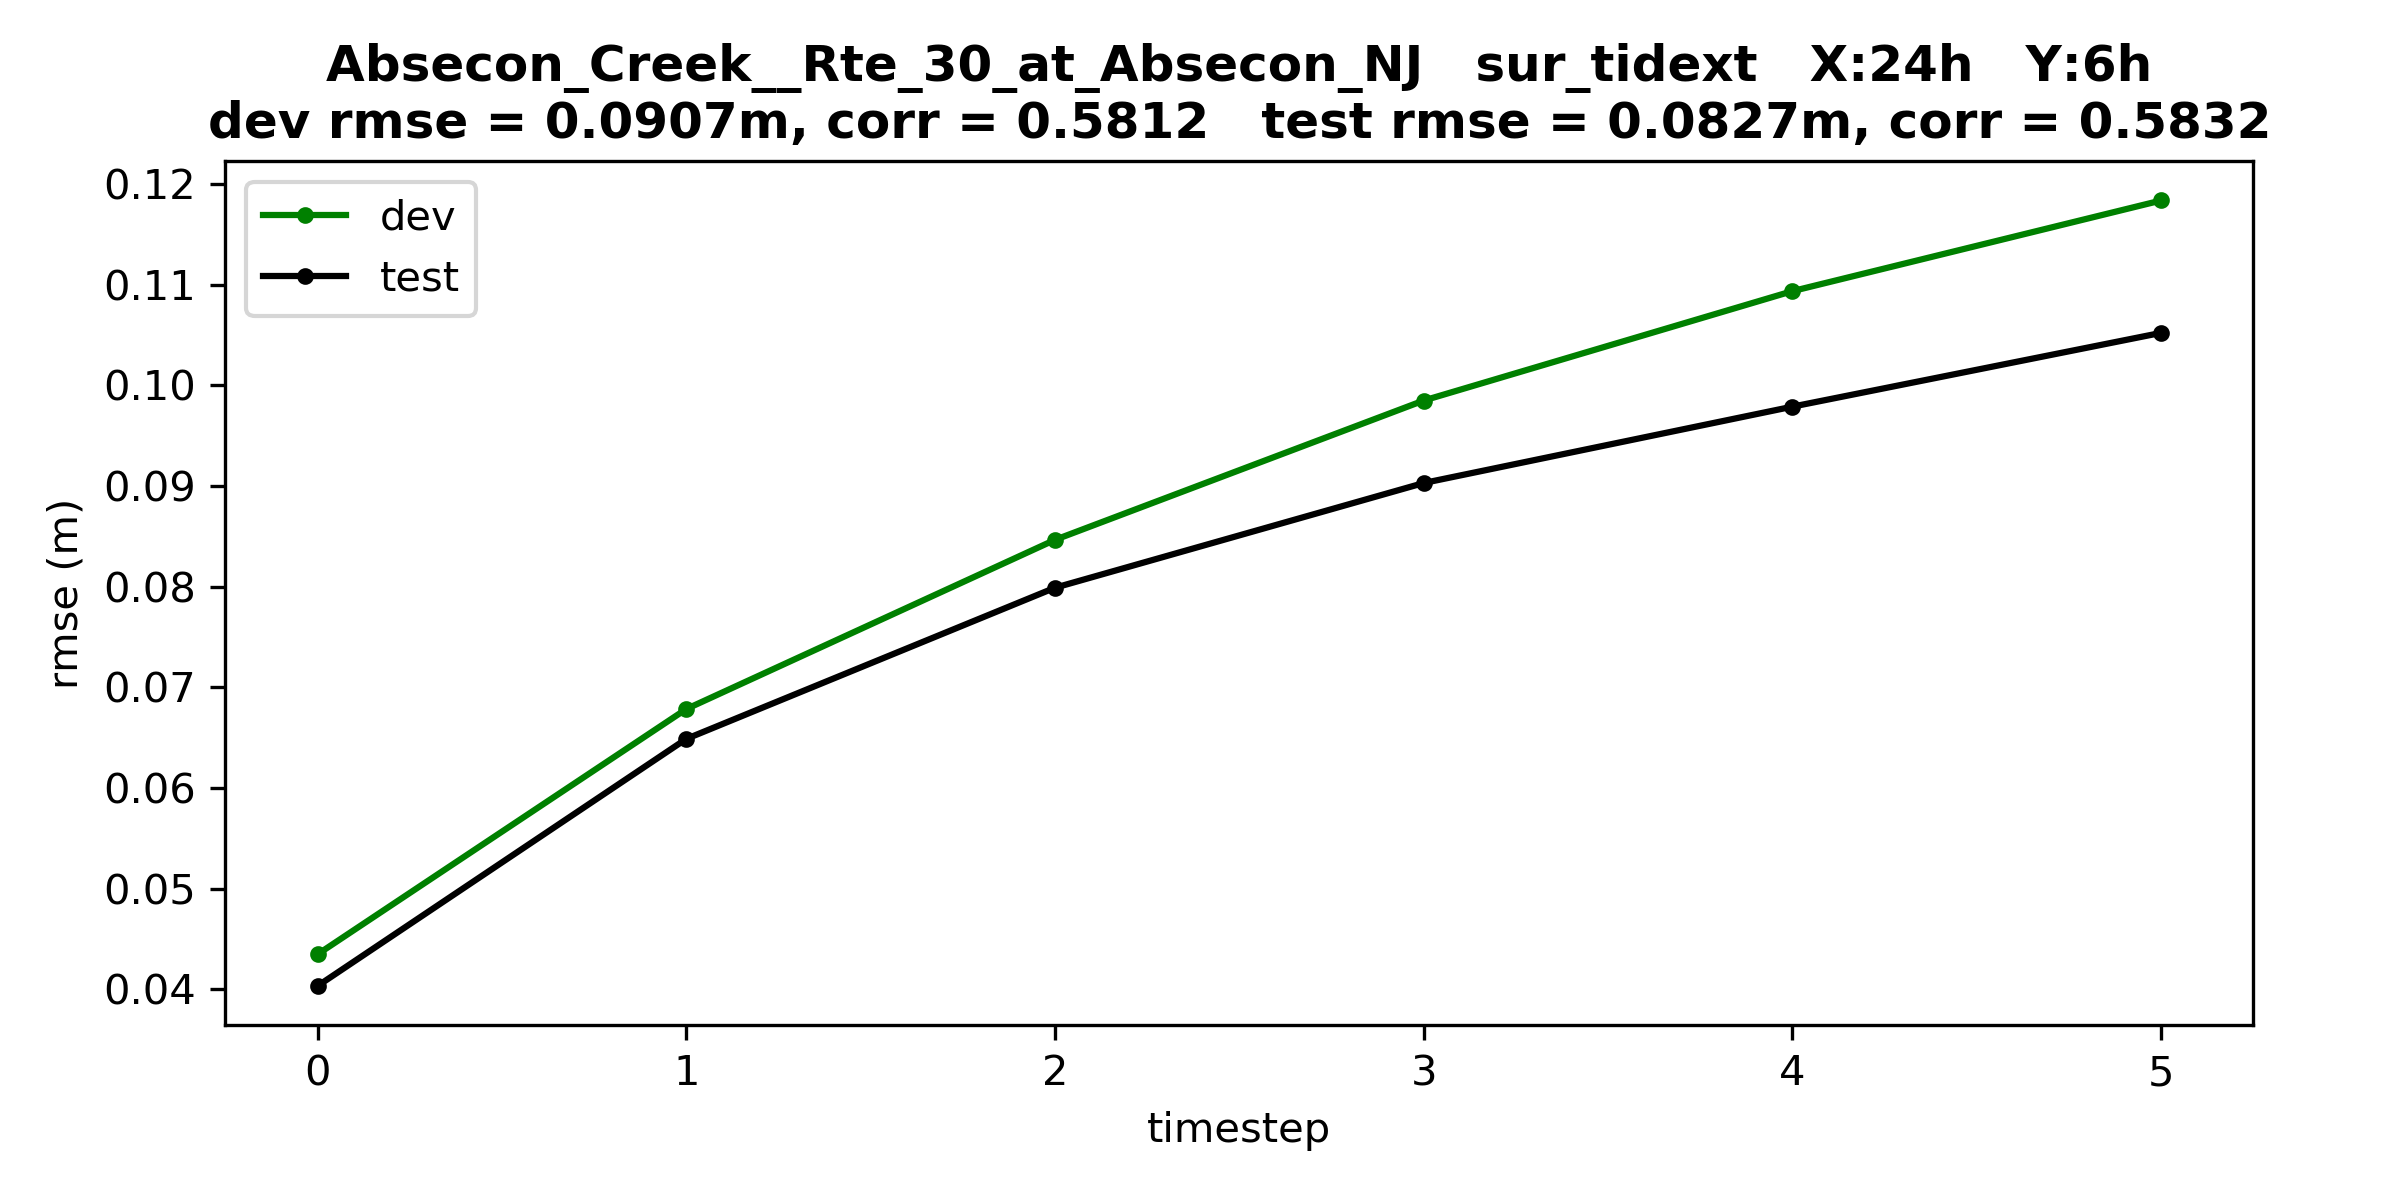 Absecon_Creek__Rte_30_at_Absecon_NJ   sur_tidext   X:24h   Y:6h
dev rmse = 0.0907m, corr = 0.5812   test rmse = 0.0827m, corr = 0.5832
dev
test
rmse (m)
0.12
0.11
0.10
0.09
0.08
0.07
0.06
0.05
0.04
0 1 2 3 4 5
timestep